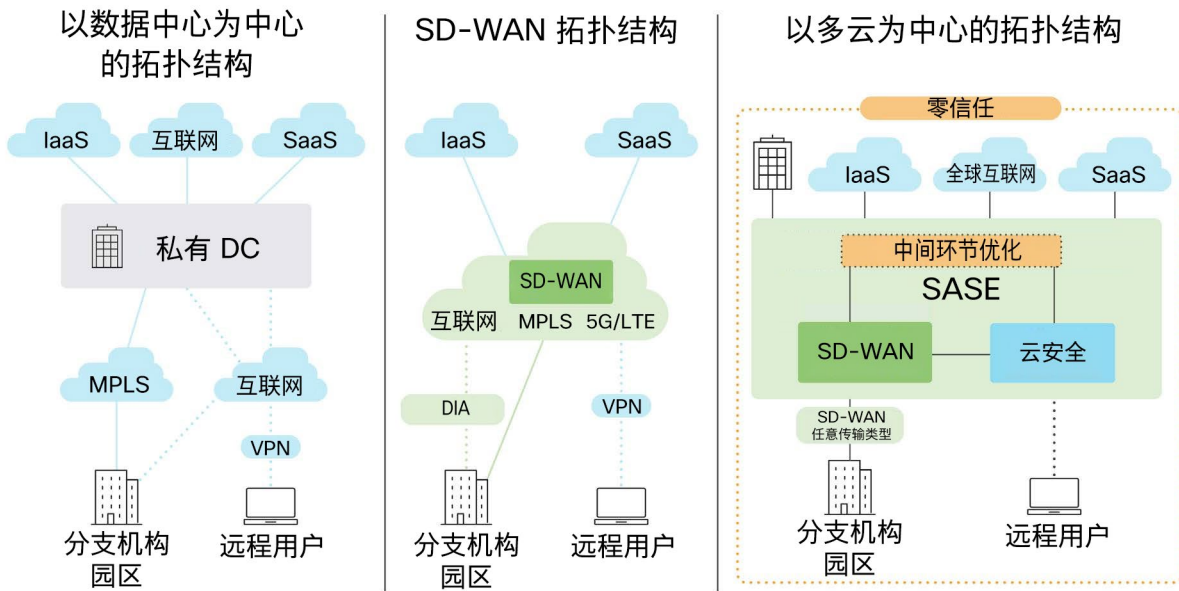 以数据中心为中心
的拓扑结构
IaaS
互联网
SaaS
私有 DC
MPLS
互联网
VPN
分支机构
园区
远程用户
SD-WAN 拓扑结构
IaaS
SaaS
SD-WAN
互联网 MPLS 5G/LTE
DIA
VPN
分支机构
园区
远程用户
以多云为中心的拓扑结构
零信任
IaaS
全球互联网
SaaS
中间环节优化
SASE
SD-WAN
云安全
SD-WAN
任意传输类型
分支机构
园区
远程用户